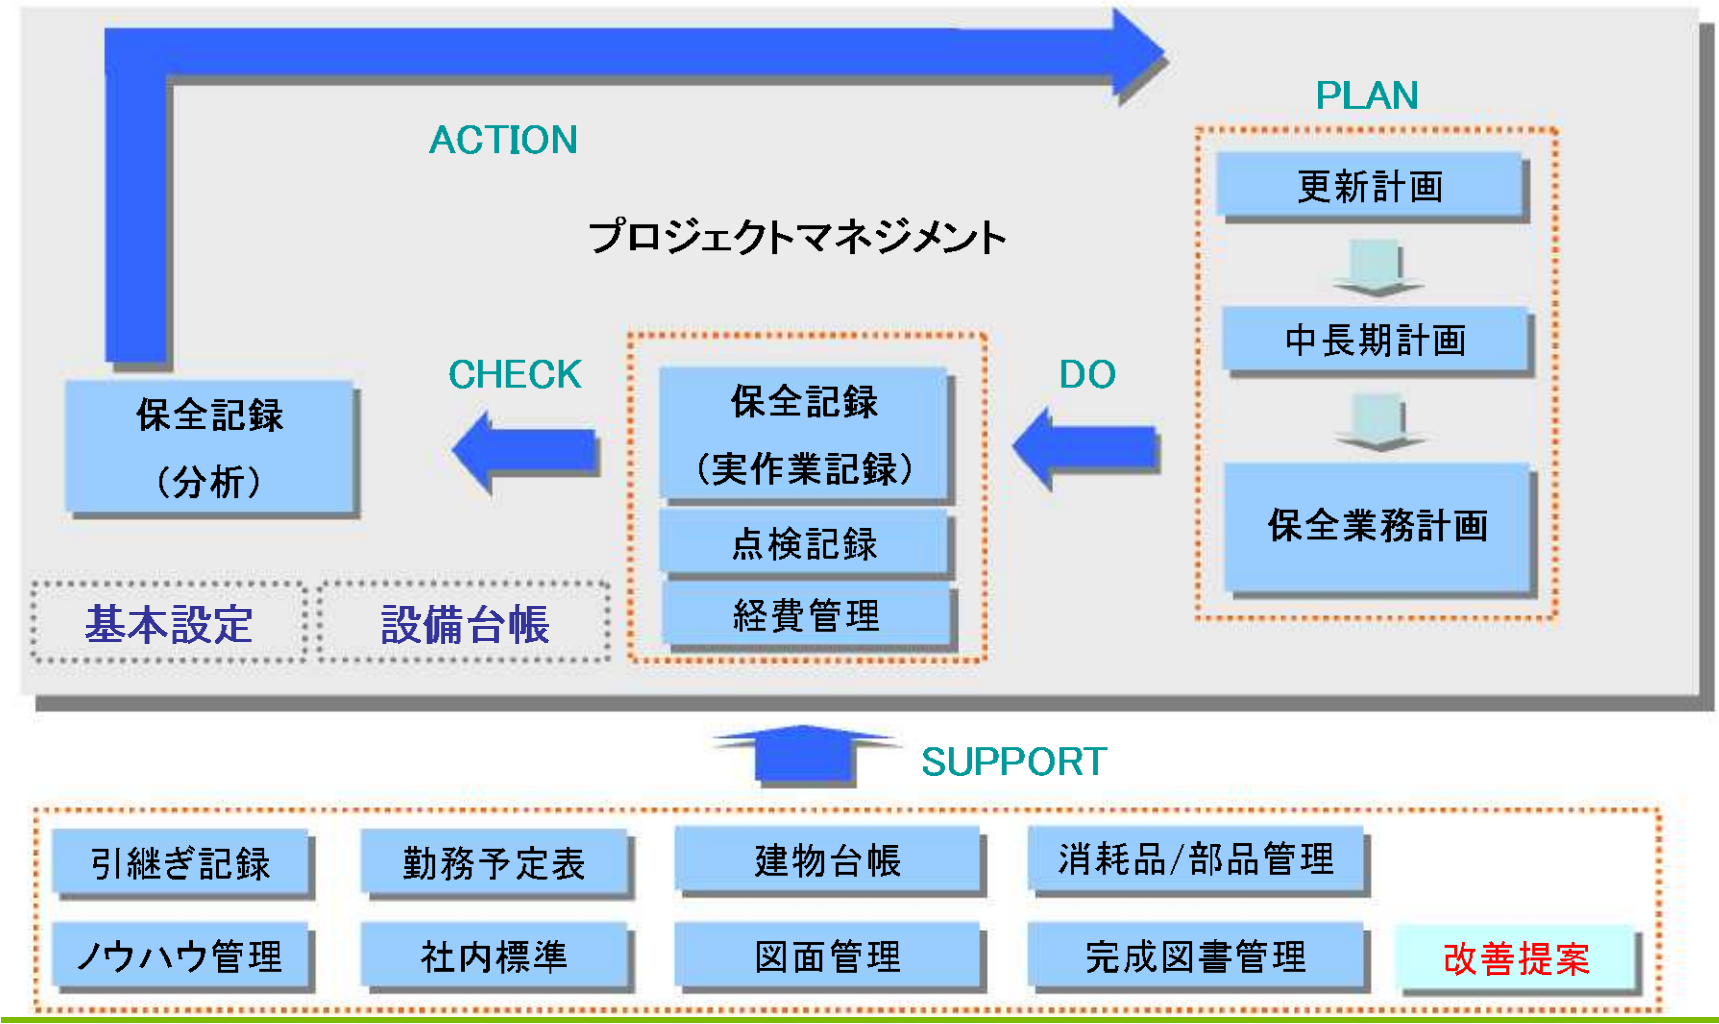 PLAN
ACTION
更新計画
プロジェクトマネジメント
中長期計画
CHECK
DO
保全記録
(分析)
保全記録
(実作業記録)
保全業務計画
点検記録
経費管理
基本設定
設備台帳
SUPPORT
引継ぎ記録
勤務予定表
建物台帳
消耗品/部品管理
ノウハウ管理
社内標準
図面管理
完成図書管理
改善提案